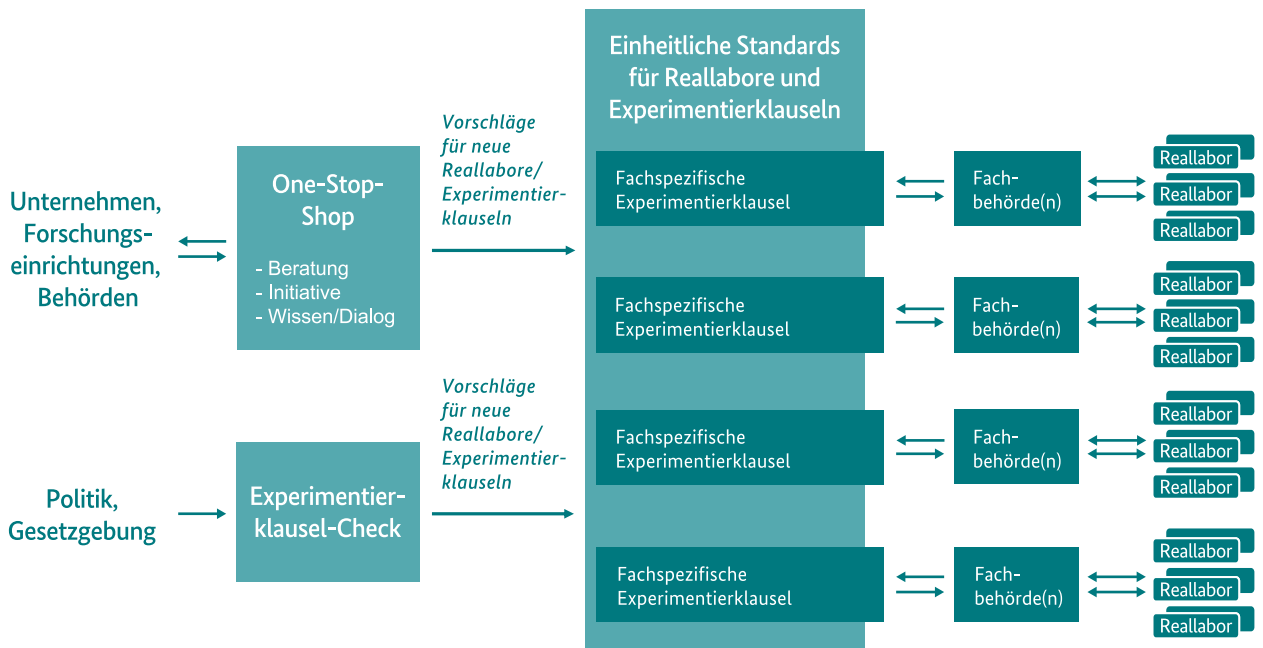 Unternehmen,
Forschungs-
einrichtungen,
Behörden
One-Stop-
Shop
- Beratung
- Initiative
- Wissen/Dialog
Vorschläge
für neue
Reallabore/
Experimentier-
klauseln
Politik,
Gesetzgebung
Experimentier-
klausel-Check
Vorschläge
für neue
Reallabore/
Experimentier-
klauseln
Einheitliche Standards
für Reallabore und
Experimentierklauseln
Fachspezifische
Experimentierklausel
Fach-
behörde(n)
Reallabor
Reallabor
Reallabor
Fachspezifische
Experimentierklausel
Fach-
behörde(n)
Reallabor
Reallabor
Reallabor
Fachspezifische
Experimentierklausel
Fach-
behörde(n)
Reallabor
Reallabor
Reallabor
Fachspezifische
Experimentierklausel
Fach-
behörde(n)
Reallabor
Reallabor
Reallabor